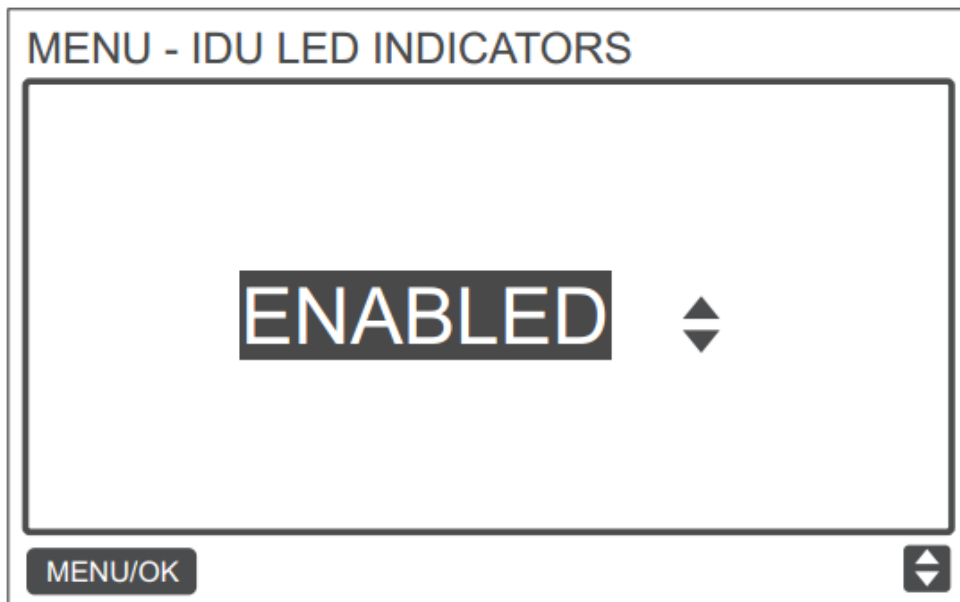 MENU - IDU LED INDICATORS
ENABLED
MENU/OK